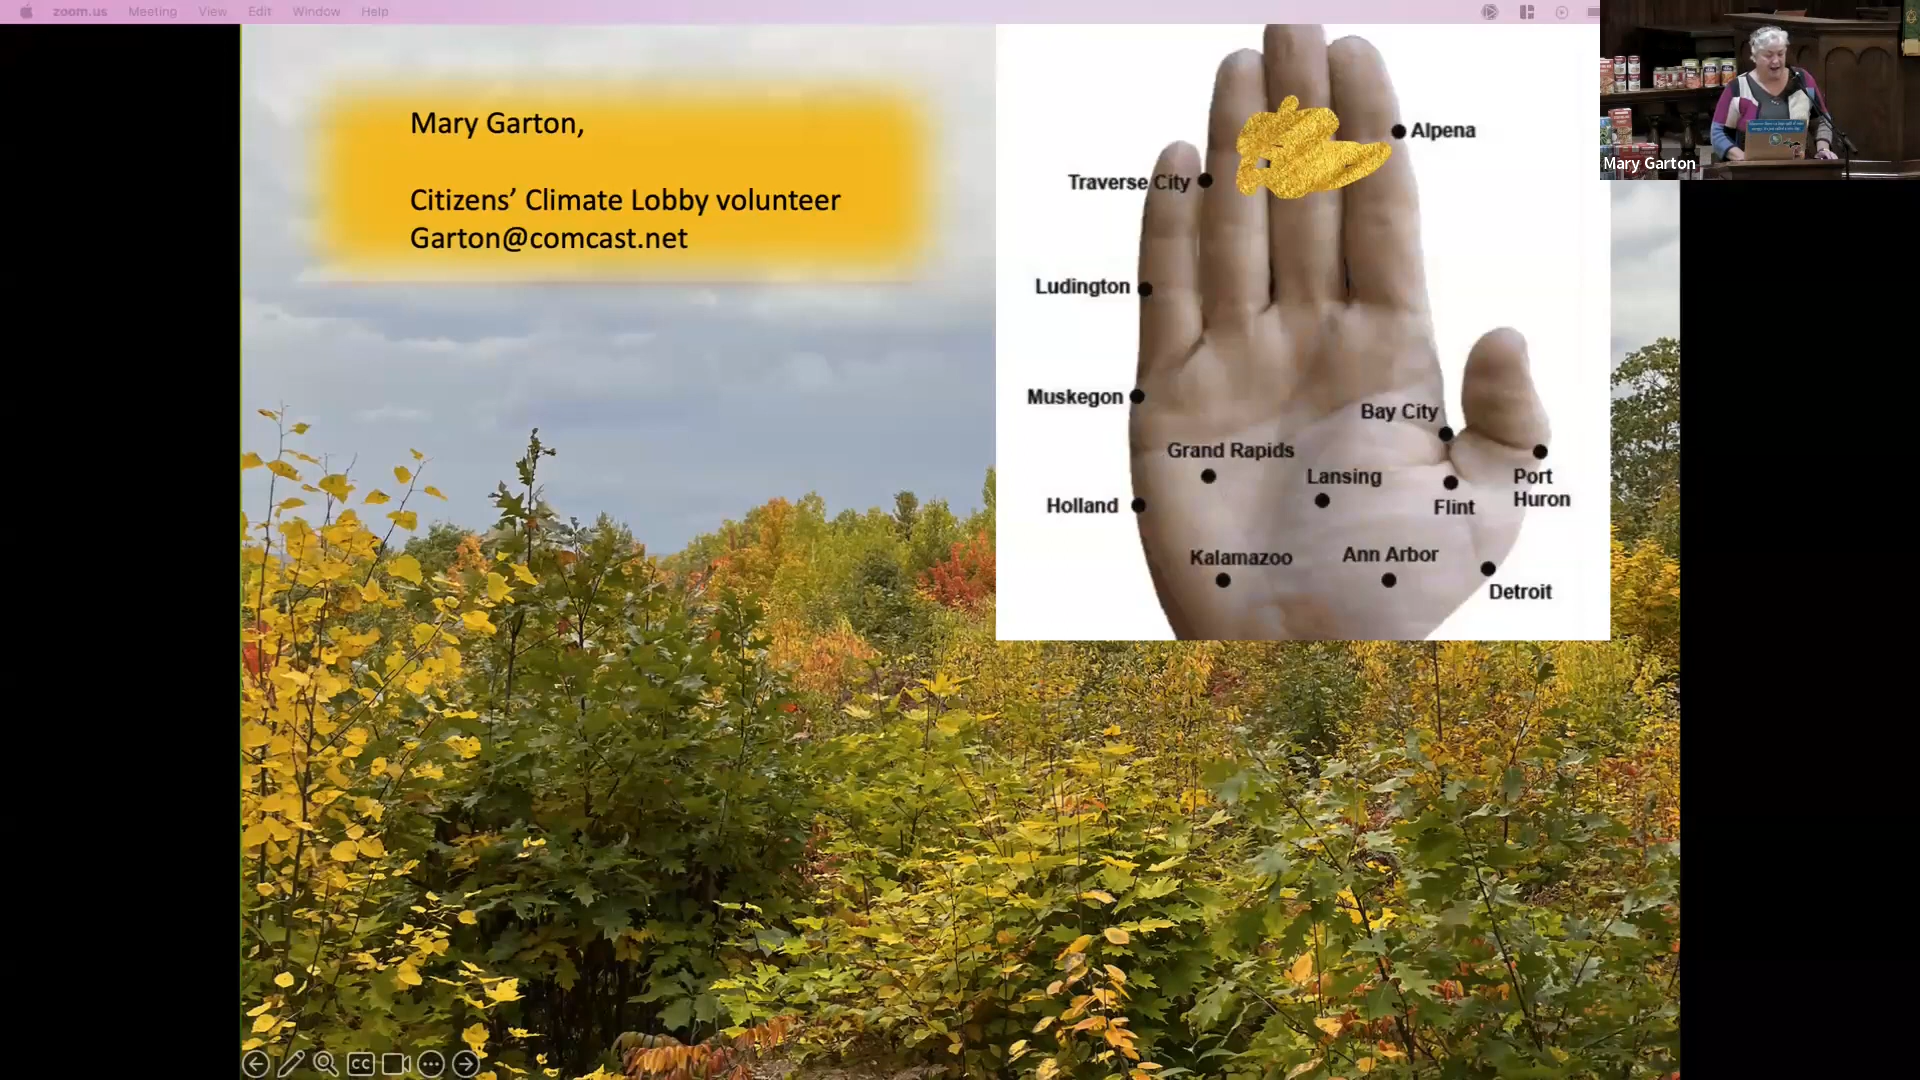 zoom.us Meeting View Edit Window Help
Mary Garton,
Citizens’ Climate Lobby volunteer
Garton@comcast.net
Alpena
Traverse City
Ludington
Muskegon
Bay City
Grand Rapids
Lansing
Port
Huron
Holland
Flint
Kalamazoo
Ann Arbor
Detroit
Mary Garton
CC